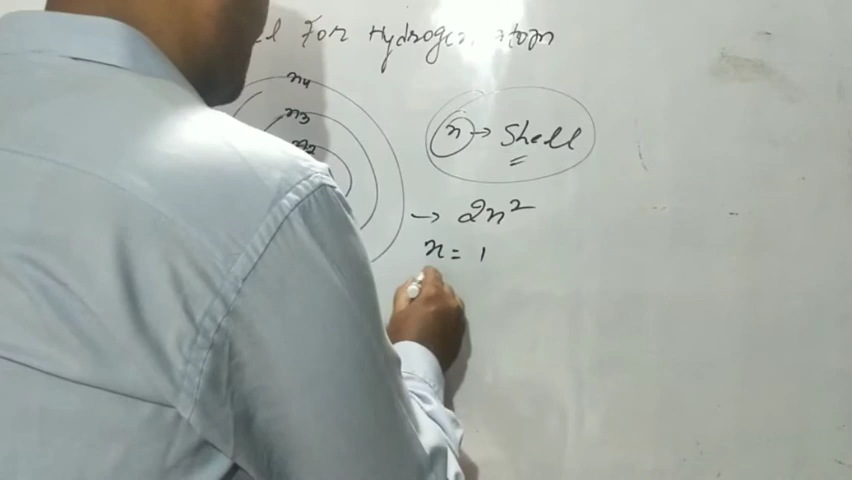 For Hydrogen Atom
n4
n3
n2
n → Shell
→ 2n²
n = 1